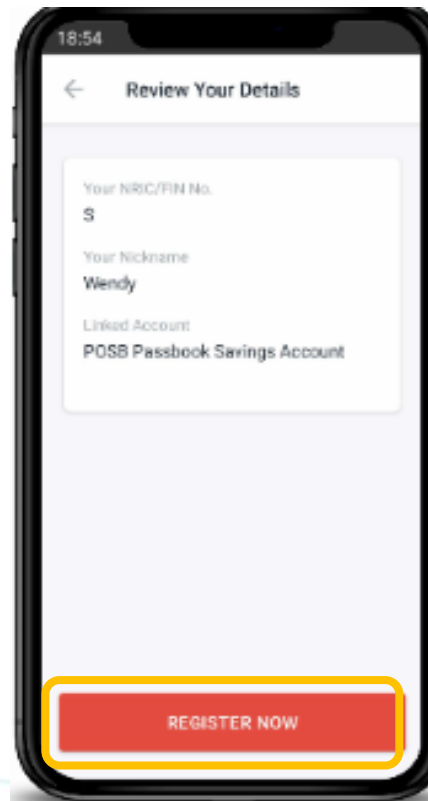 18:54
Review Your Details
Your NRIC/FIN No.
S
Your Nickname
Wendy
Linked Account
POSB Passbook Savings Account
REGISTER NOW